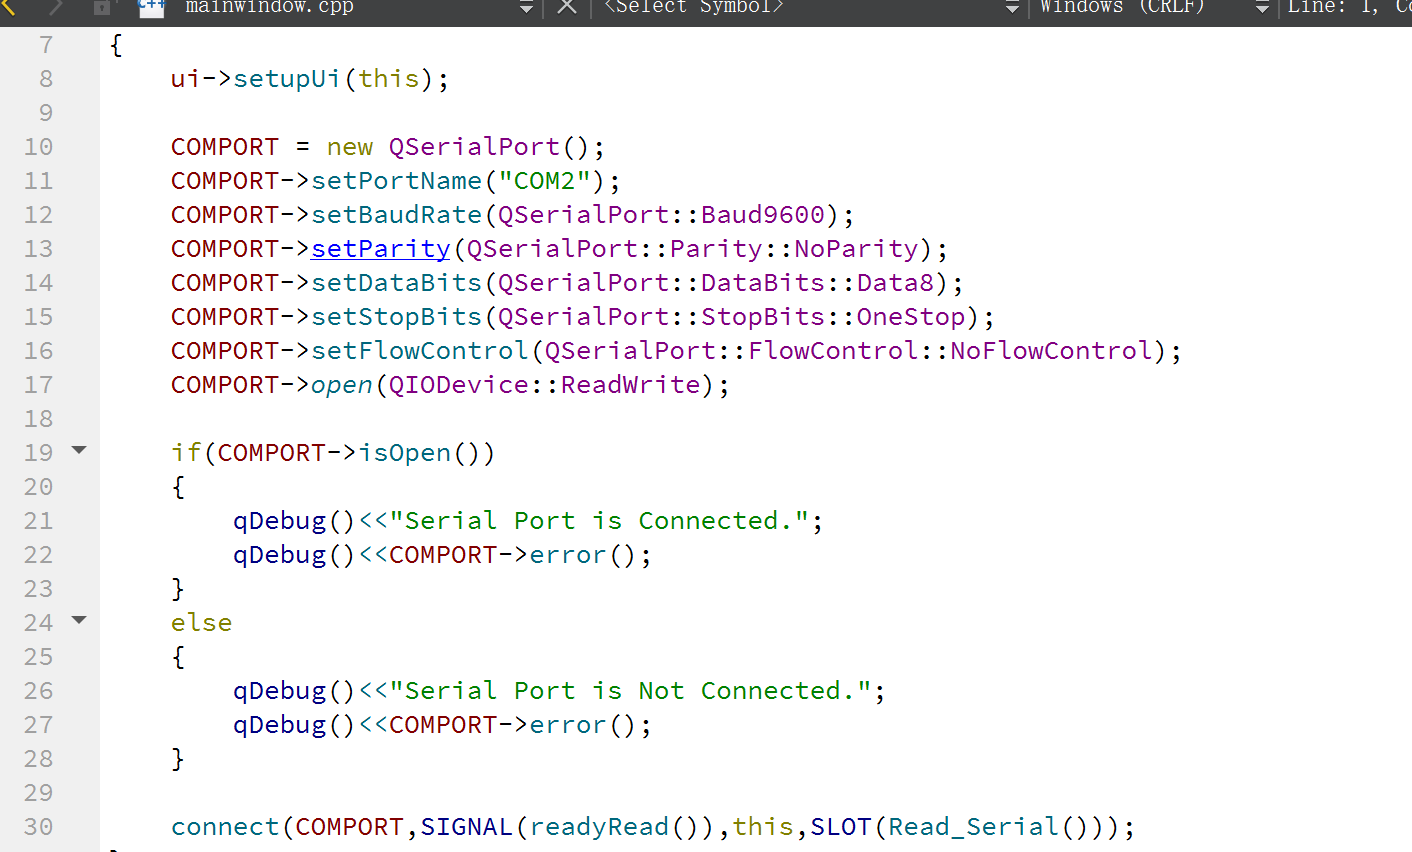 C++ mainwindow.cpp <Select Symbol> Windows (CRLF) Line: 1, Co
7 {
8 ui->setupUi(this);
9
10 COMPORT = new QSerialPort();
11 COMPORT->setPortName("COM2");
12 COMPORT->setBaudRate(QSerialPort::Baud9600);
13 COMPORT->setParity(QSerialPort::Parity::NoParity);
14 COMPORT->setDataBits(QSerialPort::DataBits::Data8);
15 COMPORT->setStopBits(QSerialPort::StopBits::OneStop);
16 COMPORT->setFlowControl(QSerialPort::FlowControl::NoFlowControl);
17 COMPORT->open(QIODevice::ReadWrite);
18
19 if(COMPORT->isOpen())
20 {
21 qDebug()<<"Serial Port is Connected.";
22 qDebug()<<COMPORT->error();
23 }
24 else
25 {
26 qDebug()<<"Serial Port is Not Connected.";
27 qDebug()<<COMPORT->error();
28 }
29
30 connect(COMPORT,SIGNAL(readyRead()),this,SLOT(Read_Serial()));